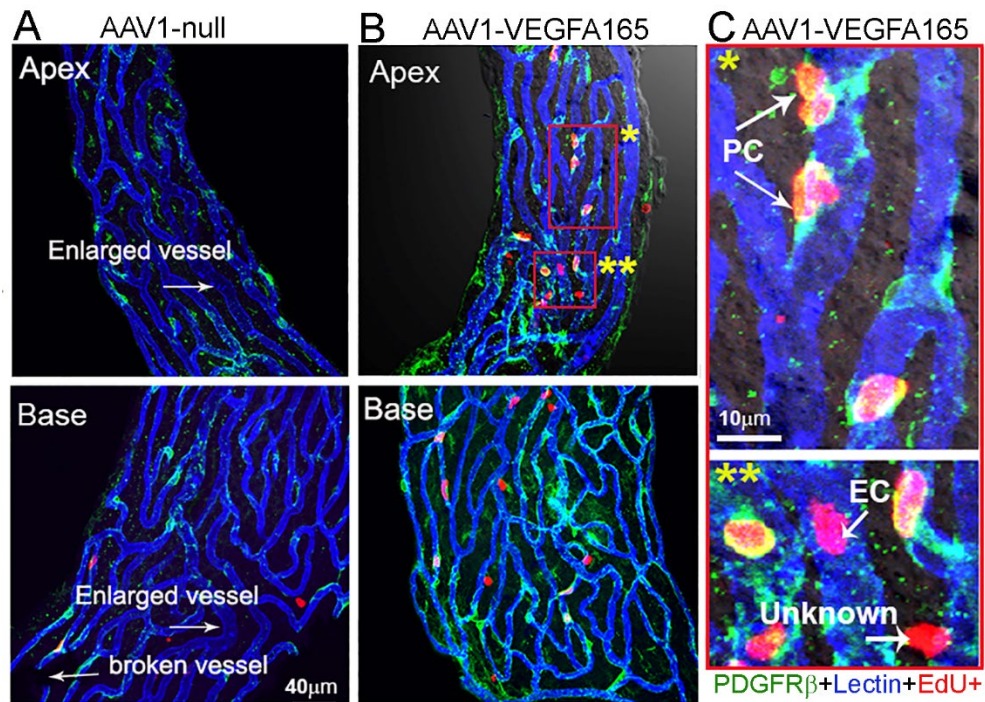 A AAV1-null
Apex
Enlarged vessel
Base
Enlarged vessel
broken vessel
40μm
B AAV1-VEGFA165
Apex
*
**
Base
C AAV1-VEGFA165
*
PC
10μm
**
EC
Unknown
PDGFRβ+Lectin+EdU+